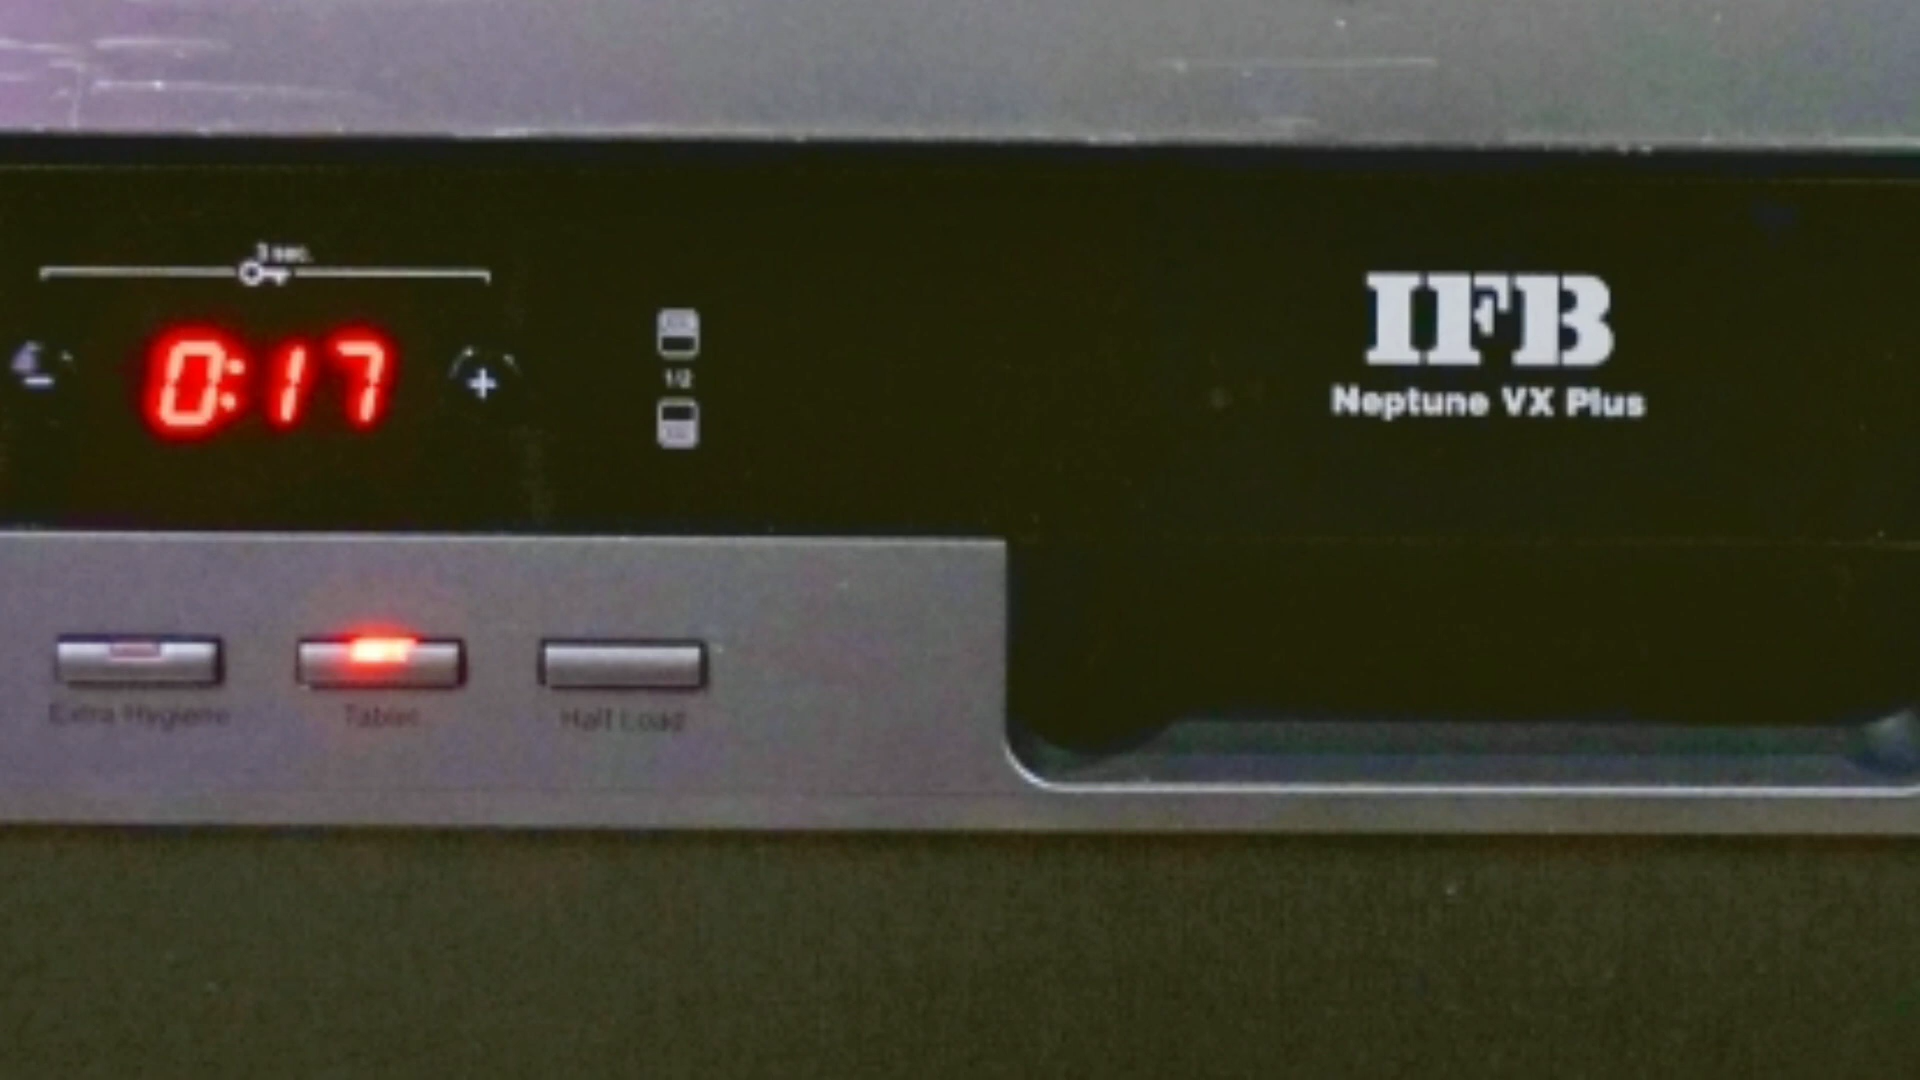 3 sec.
0:17
- +
1/2
IFB
Neptune VX Plus
Extra Hygiene
Tablet
Half Load